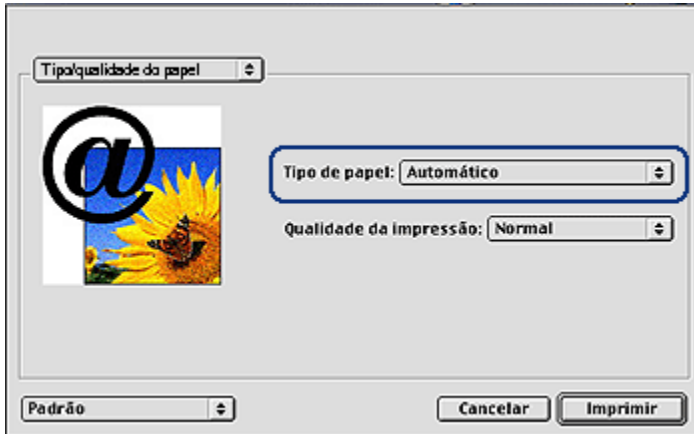 Tipo/qualidade do papel
@
Tipo de papel: Automático
Qualidade da impressão: Normal
Padrão
Cancelar Imprimir